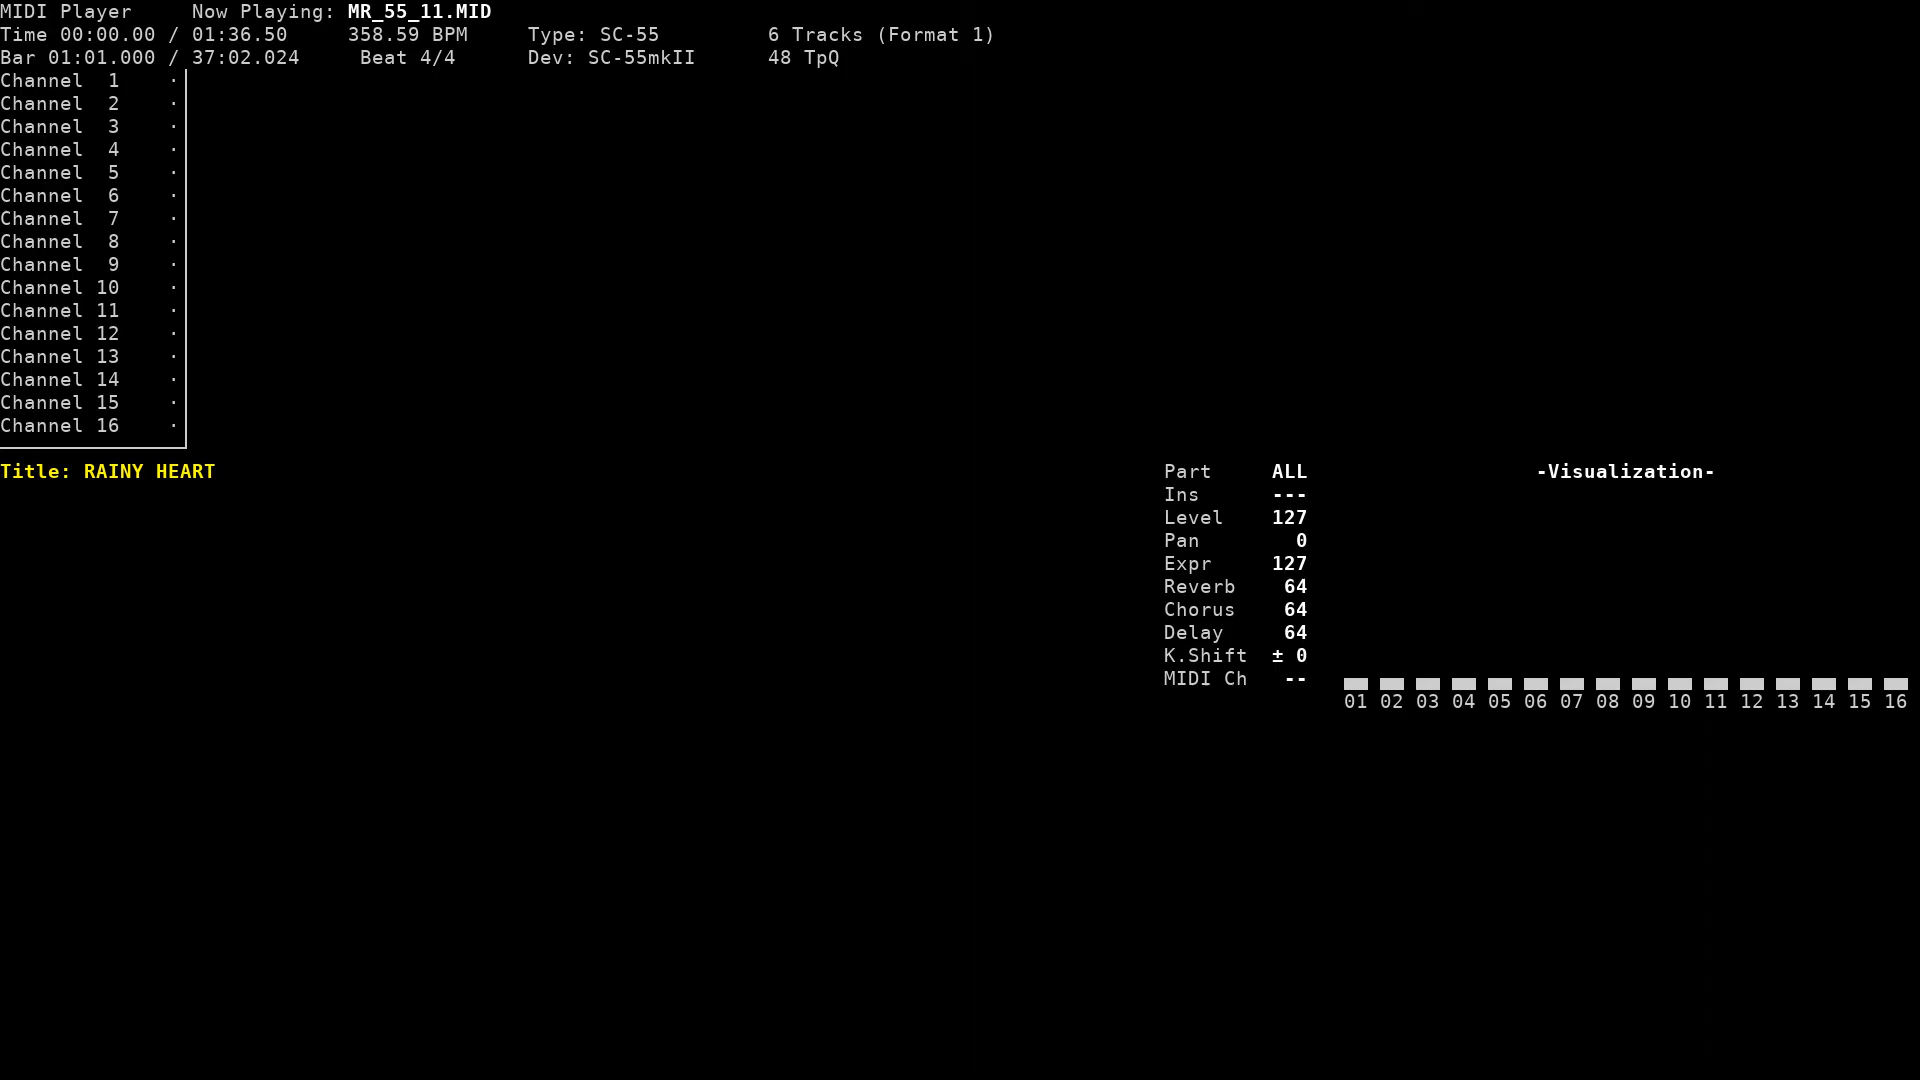 MIDI Player     Now Playing: MR_55_11.MID
Time 00:00.00 / 01:36.50     358.59 BPM     Type: SC-55         6 Tracks (Format 1)
Bar 01:01.000 / 37:02.024     Beat 4/4      Dev: SC-55mkII      48 TpQ
Channel  1    ·
Channel  2    ·
Channel  3    ·
Channel  4    ·
Channel  5    ·
Channel  6    ·
Channel  7    ·
Channel  8    ·
Channel  9    ·
Channel 10    ·
Channel 11    ·
Channel 12    ·
Channel 13    ·
Channel 14    ·
Channel 15    ·
Channel 16    ·
Title: RAINY HEART
Part     ALL
Ins      ---
Level    127
Pan        0
Expr     127
Reverb    64
Chorus    64
Delay     64
K.Shift  ± 0
MIDI Ch   --
-Visualization-
01 02 03 04 05 06 07 08 09 10 11 12 13 14 15 16